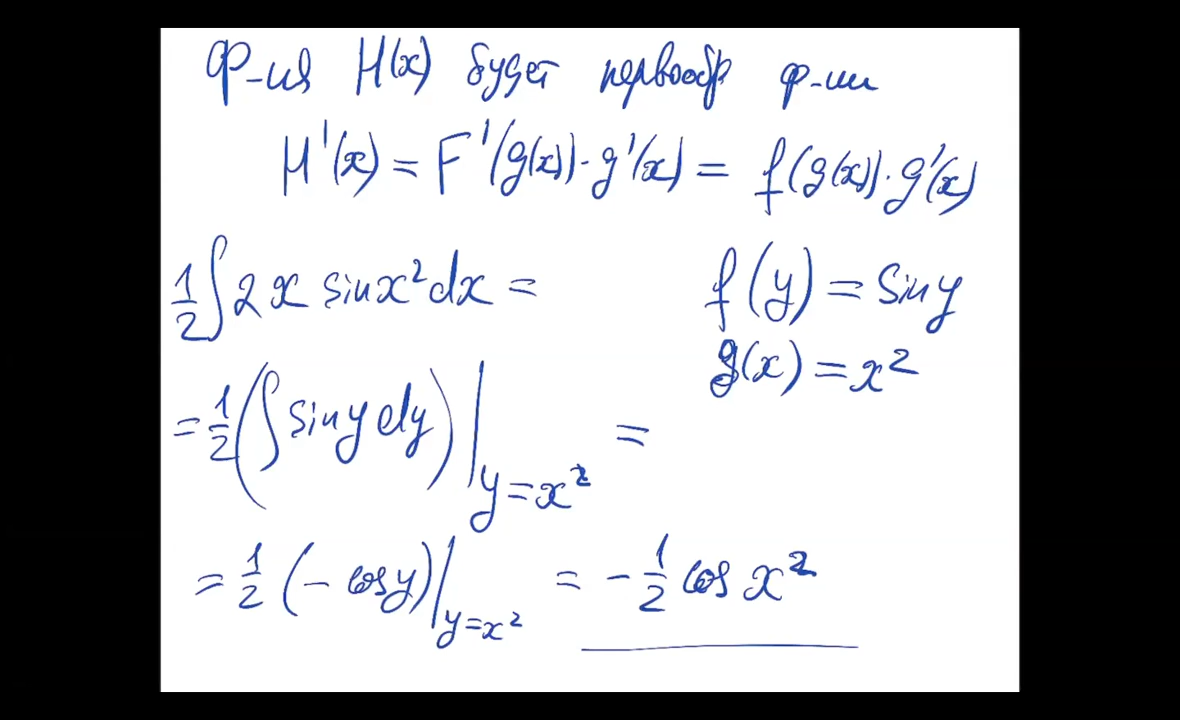 Ф-ия H(x) будет первообр ф-ии
H'(x) = F'(g(x))·g'(x) = f(g(x))·g'(x)
1/2 ∫ 2x sin x² dx =
f(y) = sin y
g(x) = x²
= 1/2 (∫ sin y dy) |y=x² =
= 1/2 (- cos y) |y=x² = - 1/2 cos x²